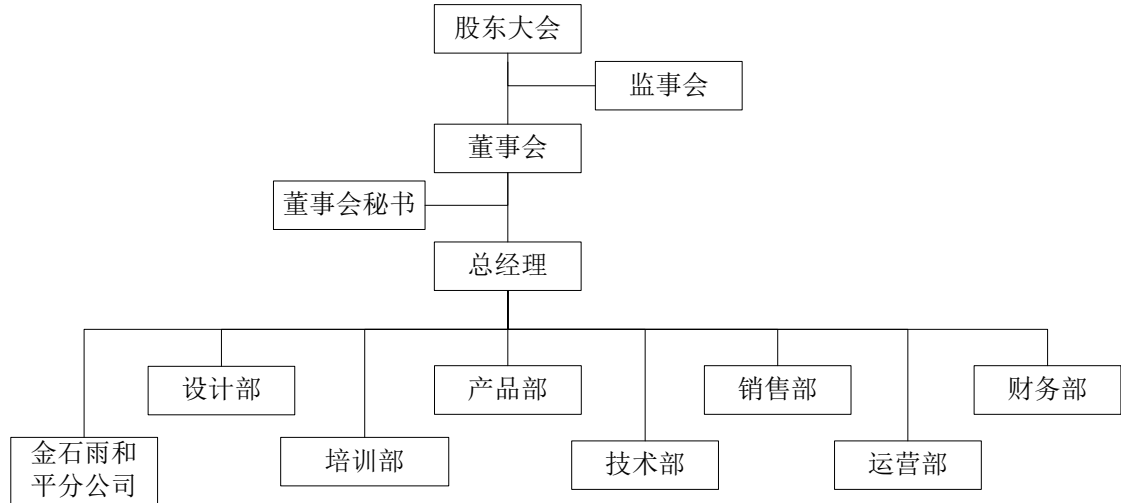 股东大会
监事会
董事会
董事会秘书
总经理
设计部
产品部
销售部
财务部
金石雨和
平分公司
培训部
技术部
运营部